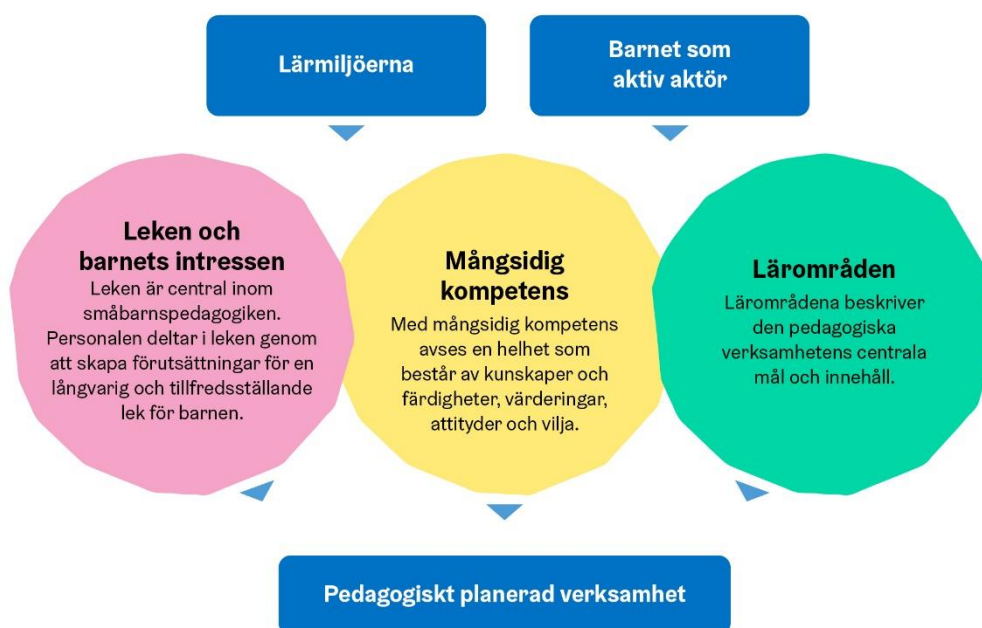 Lärmiljöerna
Barnet som
aktiv aktör
Leken och
barnets intressen
Leken är central inom
småbarnspedagogiken.
Personalen deltar i leken genom
att skapa förutsättningar för en
långvarig och tillfredsställande
lek för barnen.
Mångsidig
kompetens
Med mångsidig kompetens
avses en helhet som
består av kunskaper och
färdigheter, värderingar,
attityder och vilja.
Lärområden
Lärområdena beskriver
den pedagogiska
verksamhetens centrala
mål och innehåll.
Pedagogiskt planerad verksamhet